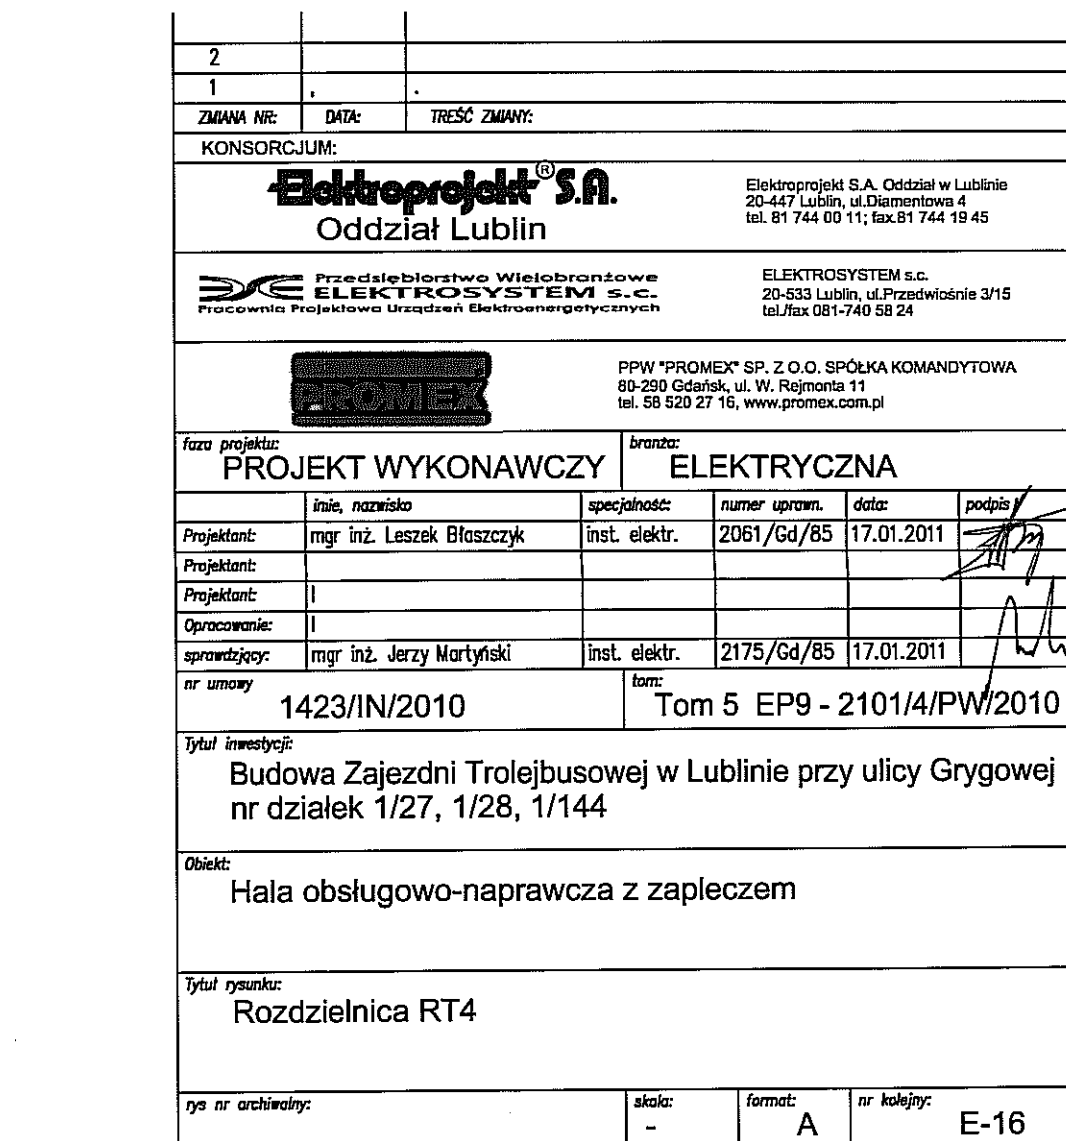 2
1
ZMIANA NR: DATA: TREŚĆ ZMIANY:
KONSORCJUM:
Elektroprojekt® S.A.
Oddział Lublin
Elektroprojekt S.A. Oddział w Lublinie
20-447 Lublin, ul.Diamentowa 4
tel. 81 744 00 11; fax.81 744 19 45
Przedsiębiorstwo Wielobranżowe
ELEKTROSYSTEM s.c.
Pracownia Projektowa Urządzeń Elektroenergetycznych
ELEKTROSYSTEM s.c.
20-533 Lublin, ul.Przedwiośnie 3/15
tel./fax 081-740 58 24
PROMEX
PPW "PROMEX" SP. Z O.O. SPÓŁKA KOMANDYTOWA
80-290 Gdańsk, ul. W. Rejmonta 11
tel. 58 520 27 16, www.promex.com.pl
faza projektu: branża:
PROJEKT WYKONAWCZY ELEKTRYCZNA
imie, nazwisko specjalność: numer uprawn. data: podpis
Projektant: mgr inż. Leszek Błaszczyk inst. elektr. 2061/Gd/85 17.01.2011
Projektant:
Projektant:
Opracowanie:
sprawdzjący: mgr inż. Jerzy Martyński inst. elektr. 2175/Gd/85 17.01.2011
nr umowy tom:
1423/IN/2010 Tom 5 EP9 - 2101/4/PW/2010
Tytuł inwestycji:
Budowa Zajezdni Trolejbusowej w Lublinie przy ulicy Grygowej
nr działek 1/27, 1/28, 1/144
Obiekt:
Hala obsługowo-naprawcza z zapleczem
Tytuł rysunku:
Rozdzielnica RT4
rys nr archiwalny: skala: format: nr kolejny:
- A E-16